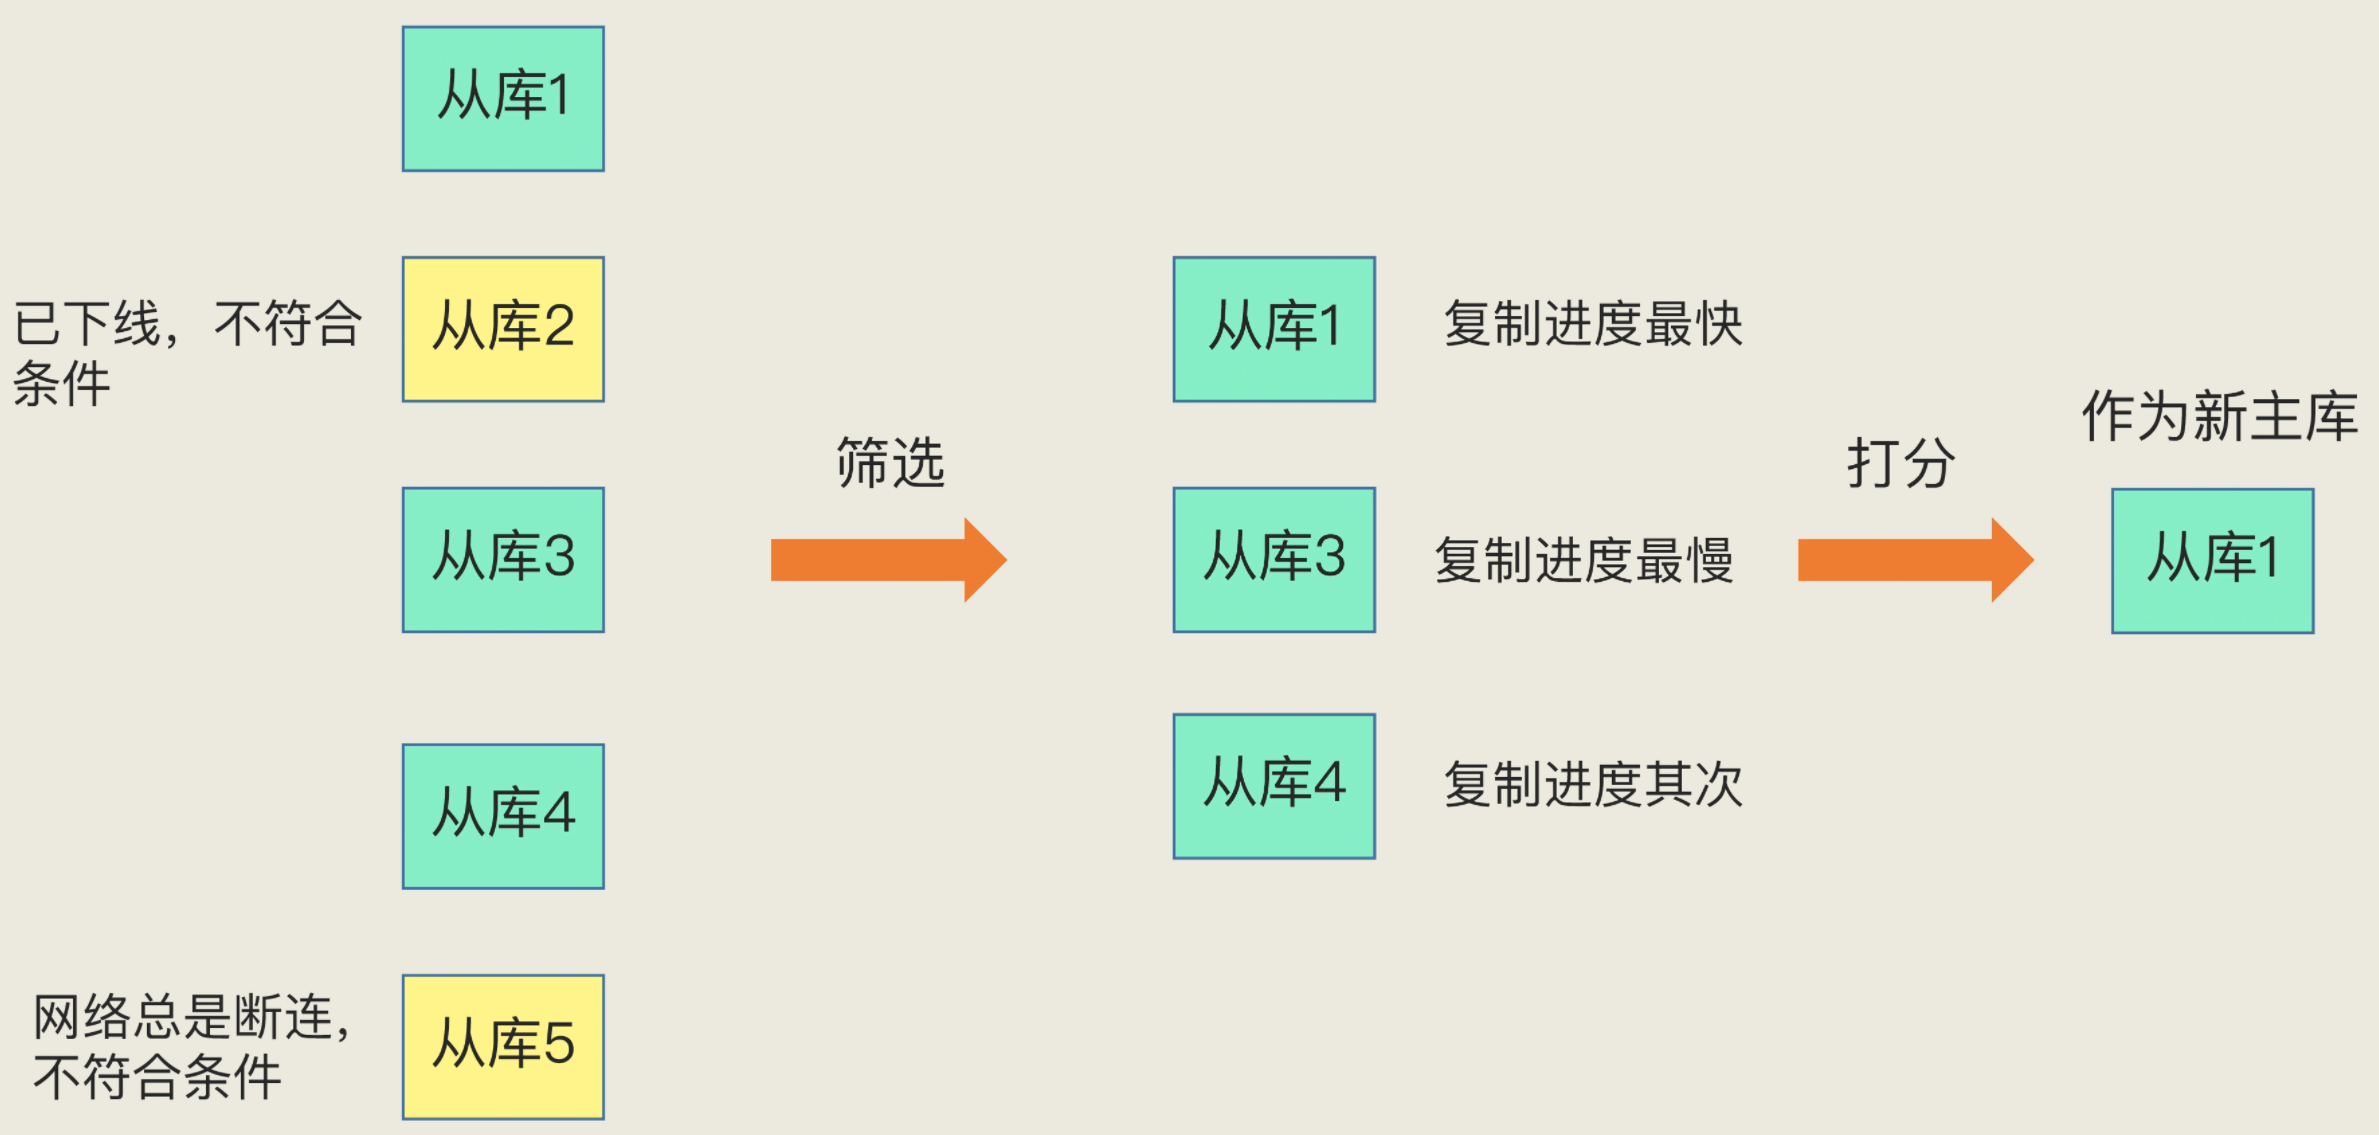 从库1
已下线，不符合
条件
从库2
从库3
从库4
网络总是断连，
不符合条件
从库5
筛选
从库1
复制进度最快
从库3
复制进度最慢
从库4
复制进度其次
打分
作为新主库
从库1